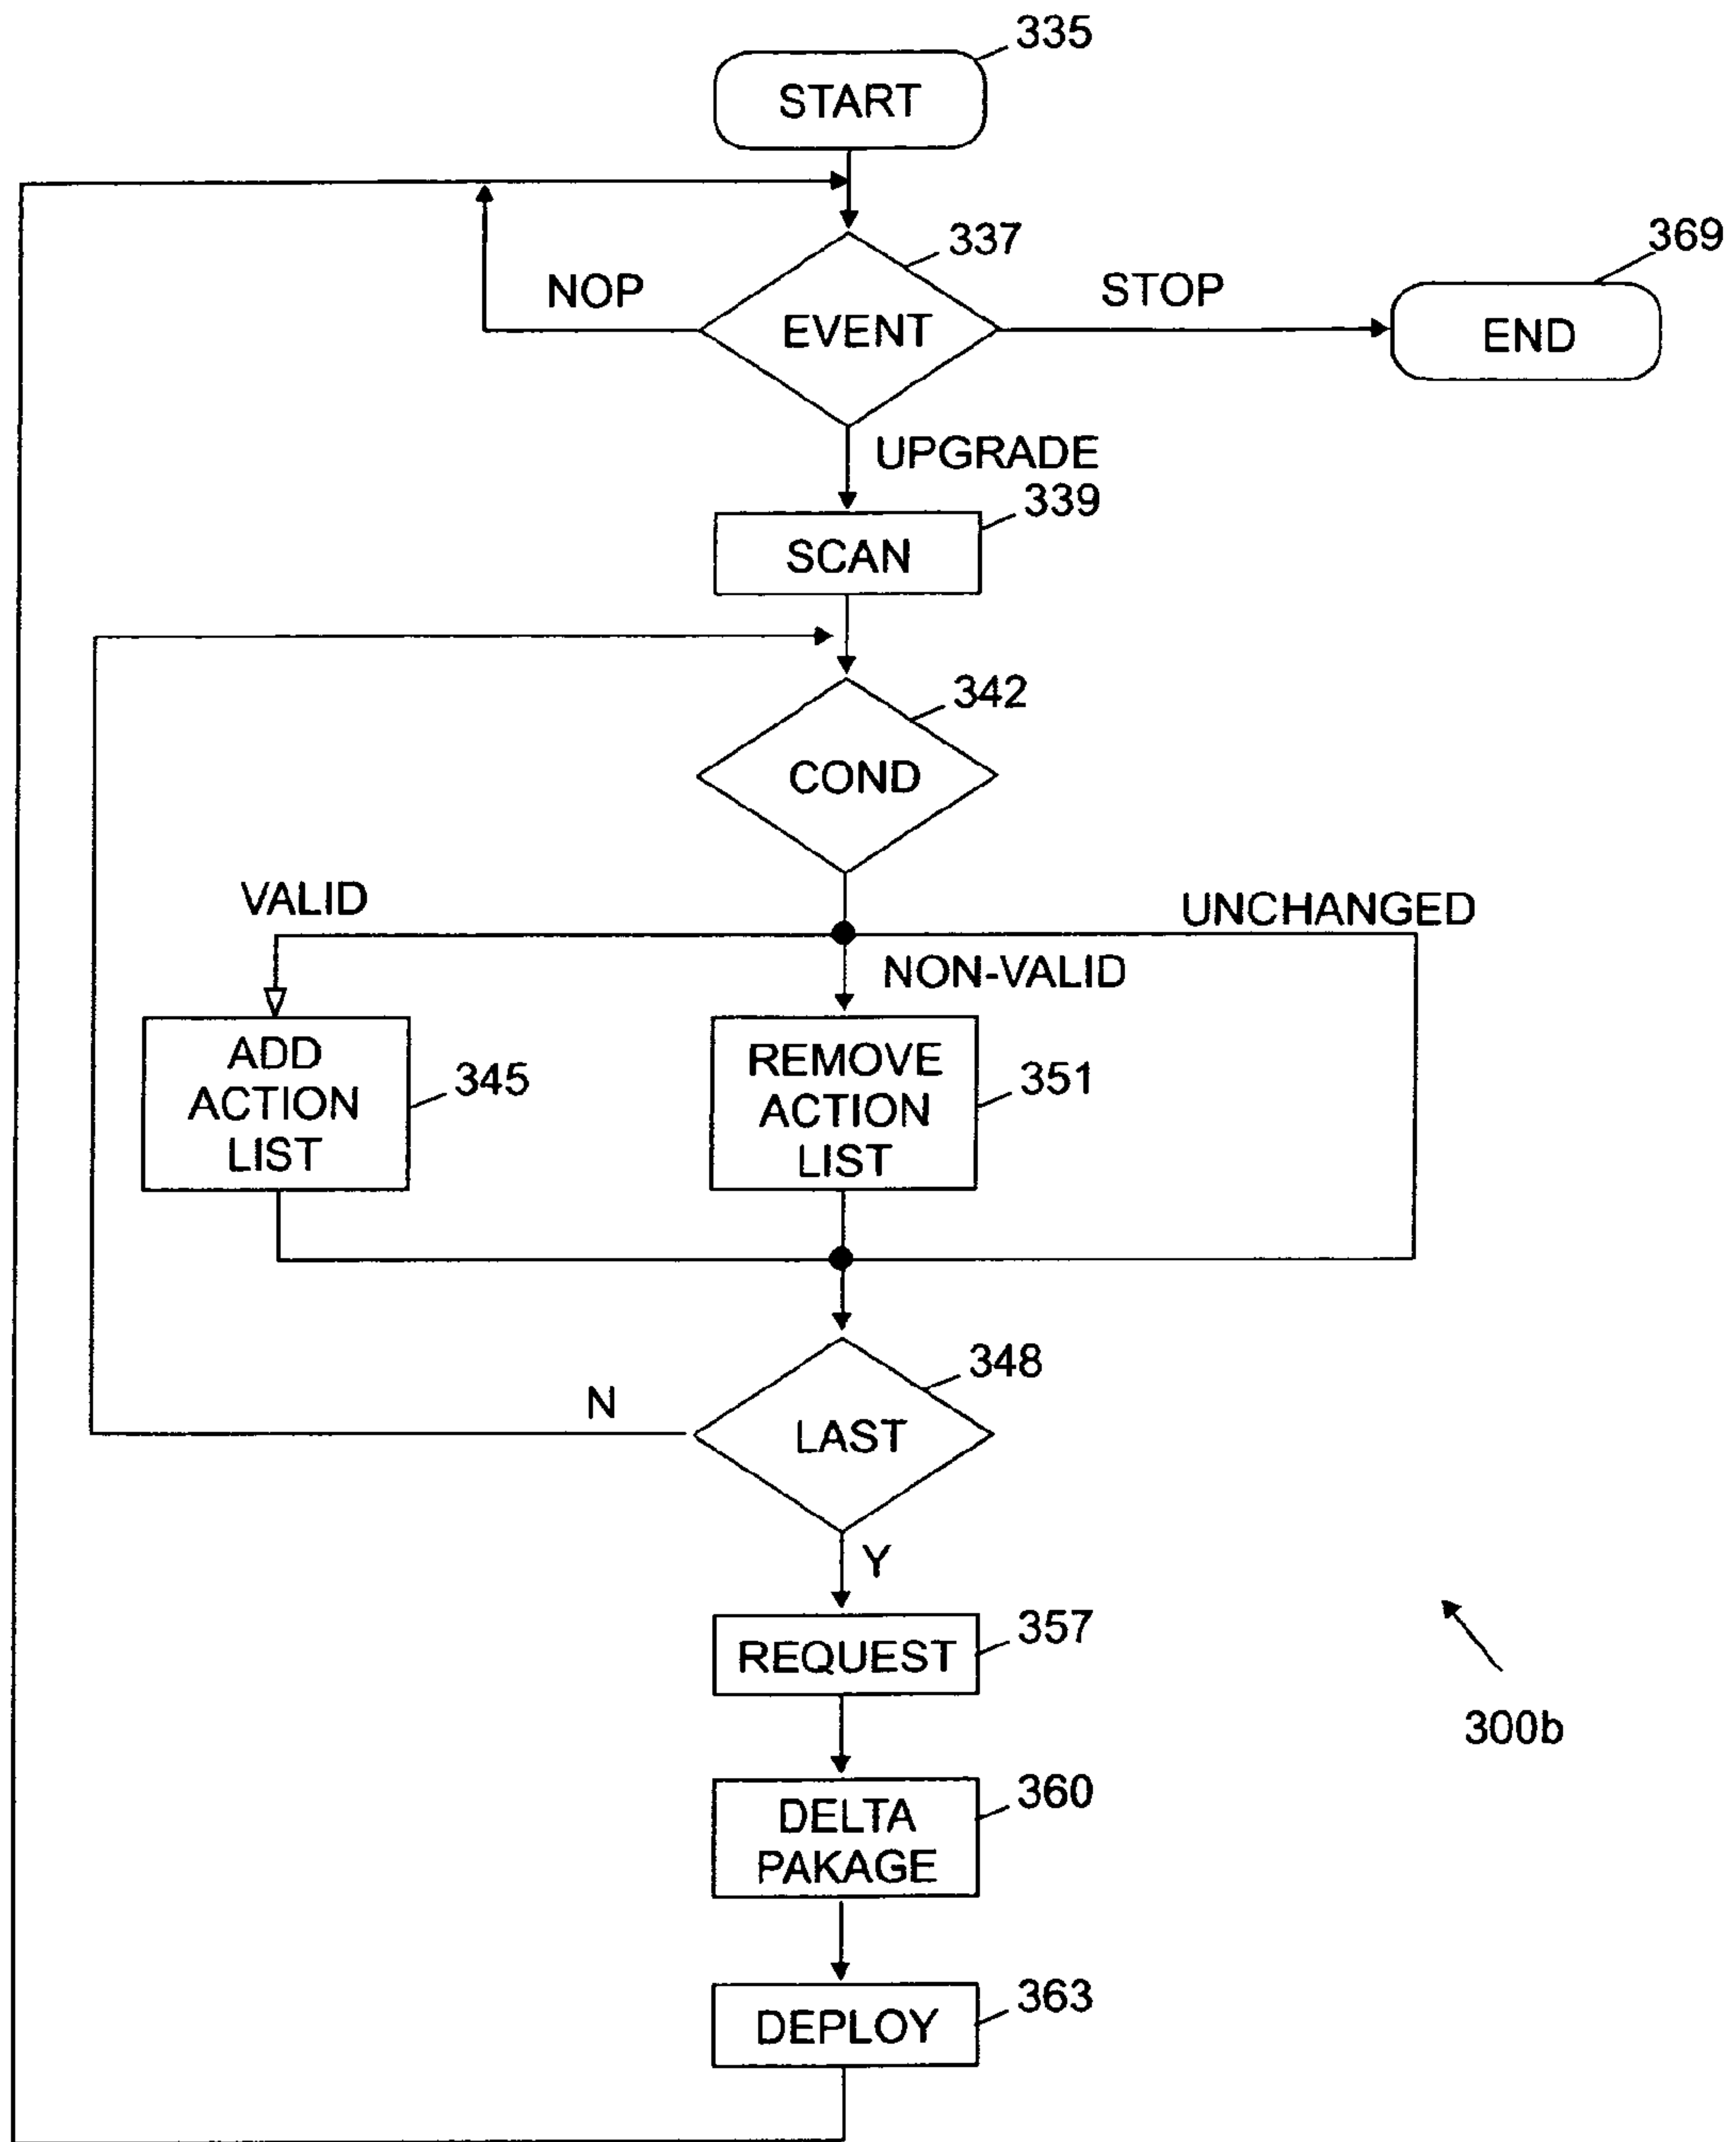 335
START
337
369
NOP
STOP
EVENT
END
UPGRADE
339
SCAN
342
COND
VALID
UNCHANGED
NON-VALID
ADD
ACTION
LIST
345
REMOVE
ACTION
LIST
351
348
N
LAST
Y
357
REQUEST
300b
360
DELTA
PAKAGE
363
DEPLOY